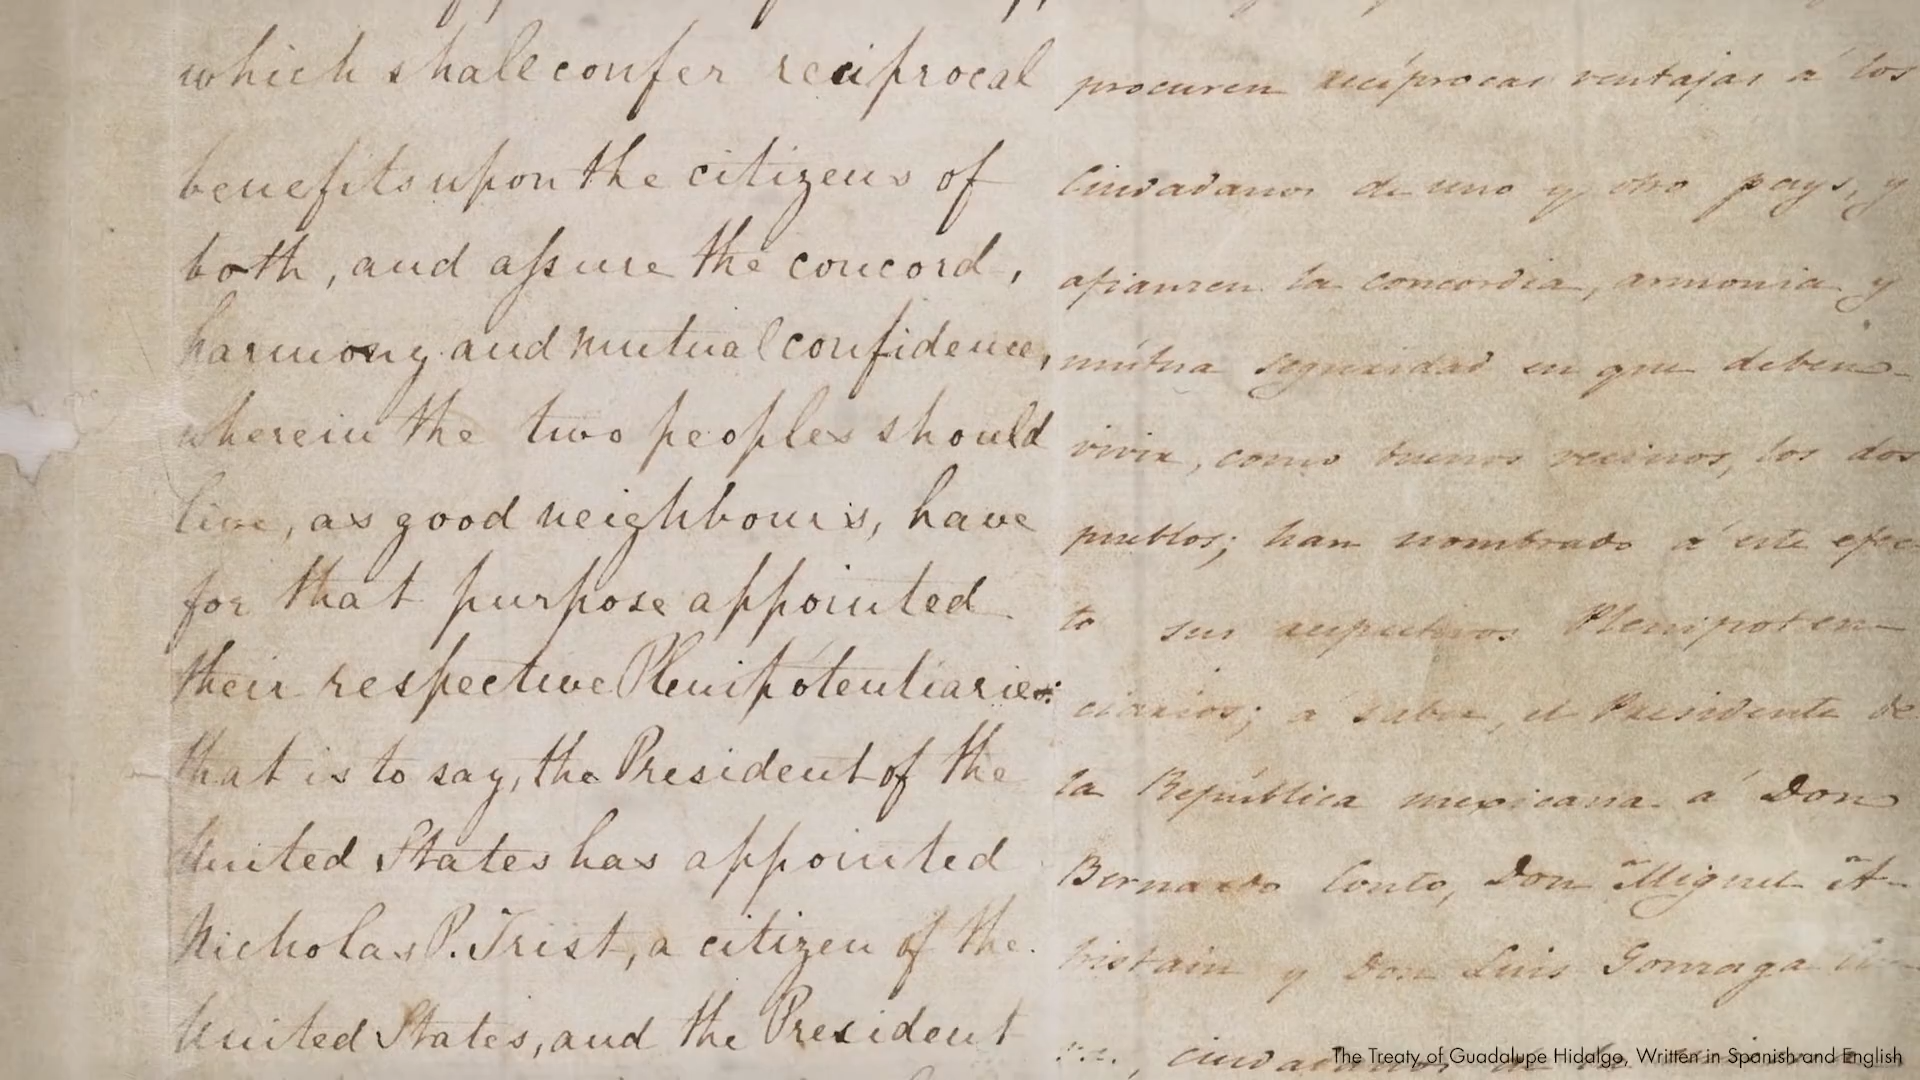 which shall confer reciprocal
benefits upon the citizens of
both, and assure the concord,
harmony and mutual confidence,
wherein the two peoples should
live, as good neighbours, have
for that purpose appointed
their respective Plenipotentiaries:
that is to say, the President of the
United States has appointed
Nicholas P. Trist, a citizen of the
United States, and the President
procuren recíprocas ventajas á los
Ciudadanos de uno y otro pays, y
afiancen la concordia, armonia y
mútua seguridad en que deben
vivir, como buenos vecinos, los dos
pueblos; han nombrado á este efec-
to sus respectivos Plenipoten-
ciarios; á saber, el Presidente de
la República mexicana á Don
Bernardo Couto, Don Miguel A-
tristain y Don Luis Gonzaga
ciudadanos de la
The Treaty of Guadalupe Hidalgo, Written in Spanish and English